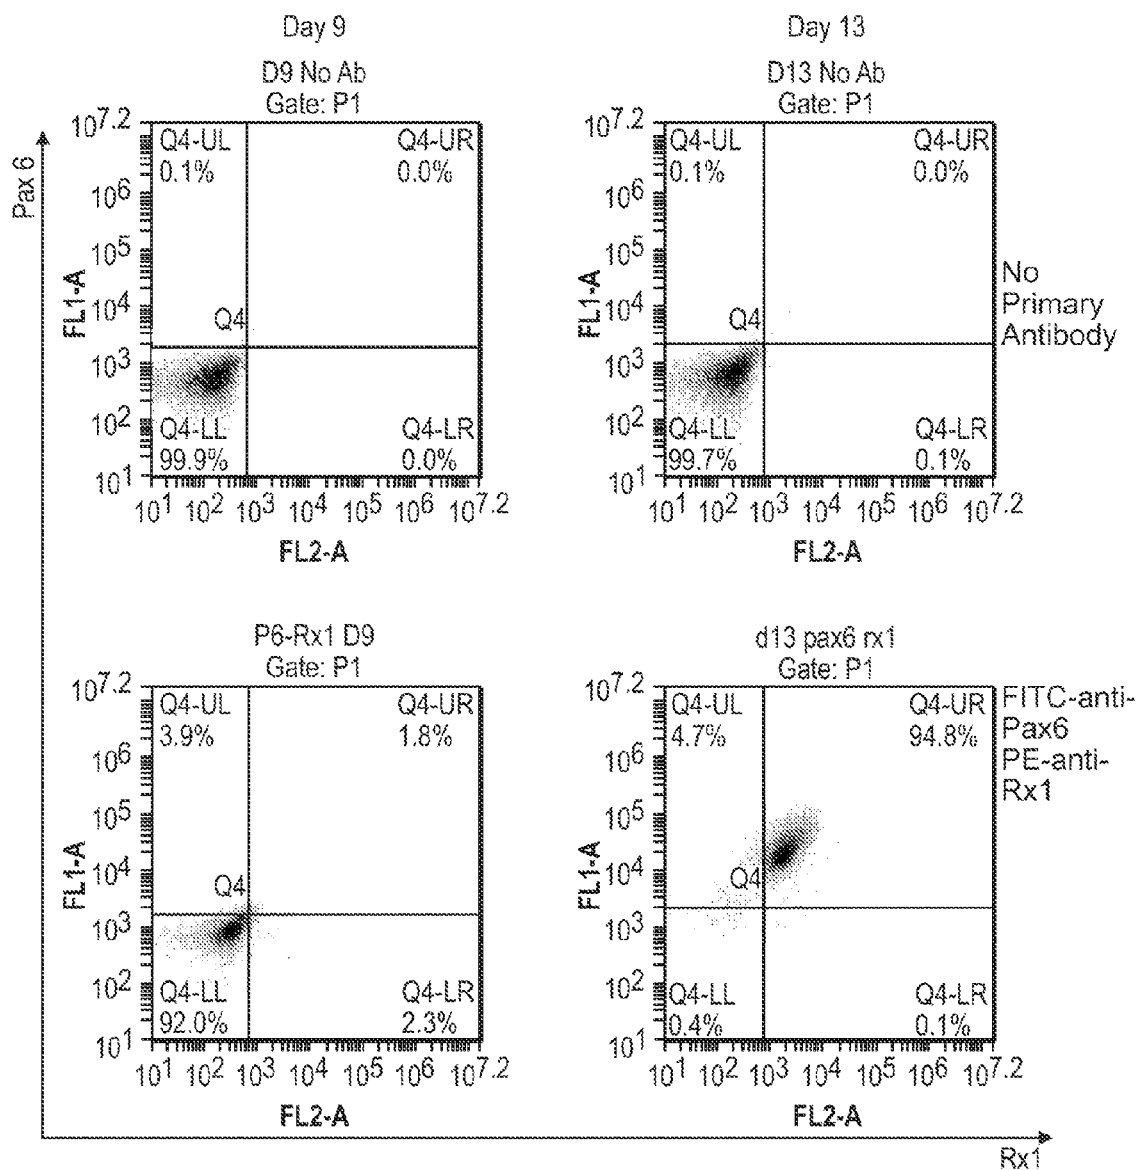 Day 9
Day 13
D9 No Ab
Gate: P1
D13 No Ab
Gate: P1
Pax 6
10^7.2
10^6
10^5
10^4
10^3
10^2
10^1
FL1-A
Q4-UL
0.1%
Q4-UR
0.0%
Q4
Q4-LL
99.9%
Q4-LR
0.0%
10^1 10^2 10^3 10^4 10^5 10^6 10^7.2
FL2-A
10^7.2
10^6
10^5
10^4
10^3
10^2
10^1
FL1-A
Q4-UL
0.1%
Q4-UR
0.0%
Q4
Q4-LL
99.7%
Q4-LR
0.1%
10^1 10^2 10^3 10^4 10^5 10^6 10^7.2
FL2-A
No
Primary
Antibody
P6-Rx1 D9
Gate: P1
10^7.2
10^6
10^5
10^4
10^3
10^2
10^1
FL1-A
Q4-UL
3.9%
Q4-UR
1.8%
Q4
Q4-LL
92.0%
Q4-LR
2.3%
10^1 10^2 10^3 10^4 10^5 10^6 10^7.2
FL2-A
d13 pax6 rx1
Gate: P1
10^7.2
10^6
10^5
10^4
10^3
10^2
10^1
FL1-A
Q4-UL
4.7%
Q4-UR
94.8%
Q4
Q4-LL
0.4%
Q4-LR
0.1%
10^1 10^2 10^3 10^4 10^5 10^6 10^7.2
FL2-A
FITC-anti-
Pax6
PE-anti-
Rx1
Rx1